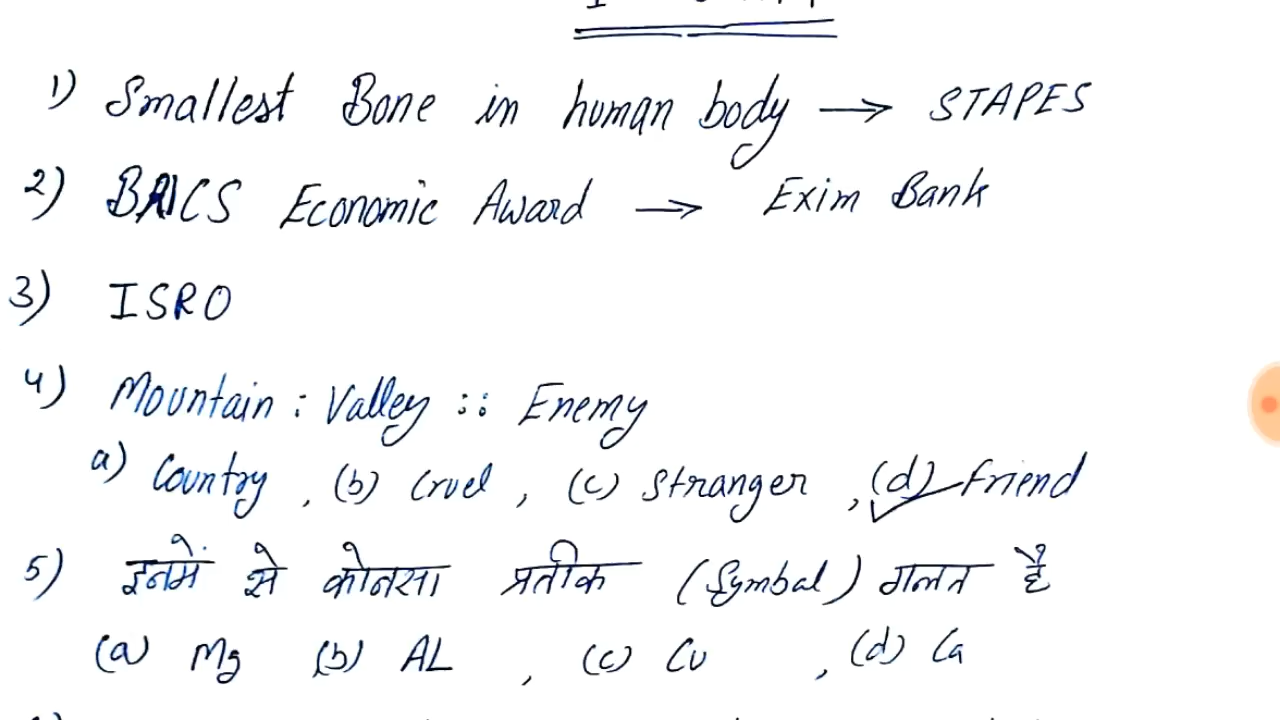 1) Smallest Bone in human body → STAPES
2) BRICS Economic Award → Exim Bank
3) ISRO
4) Mountain : Valley :: Enemy
a) Country , (b) Cruel , (c) Stranger , (d) friend
5) इनमें से कोनसा प्रतीक (Symbal) गलत है
(a) Mg (b) AL , (c) Cu , (d) Ca